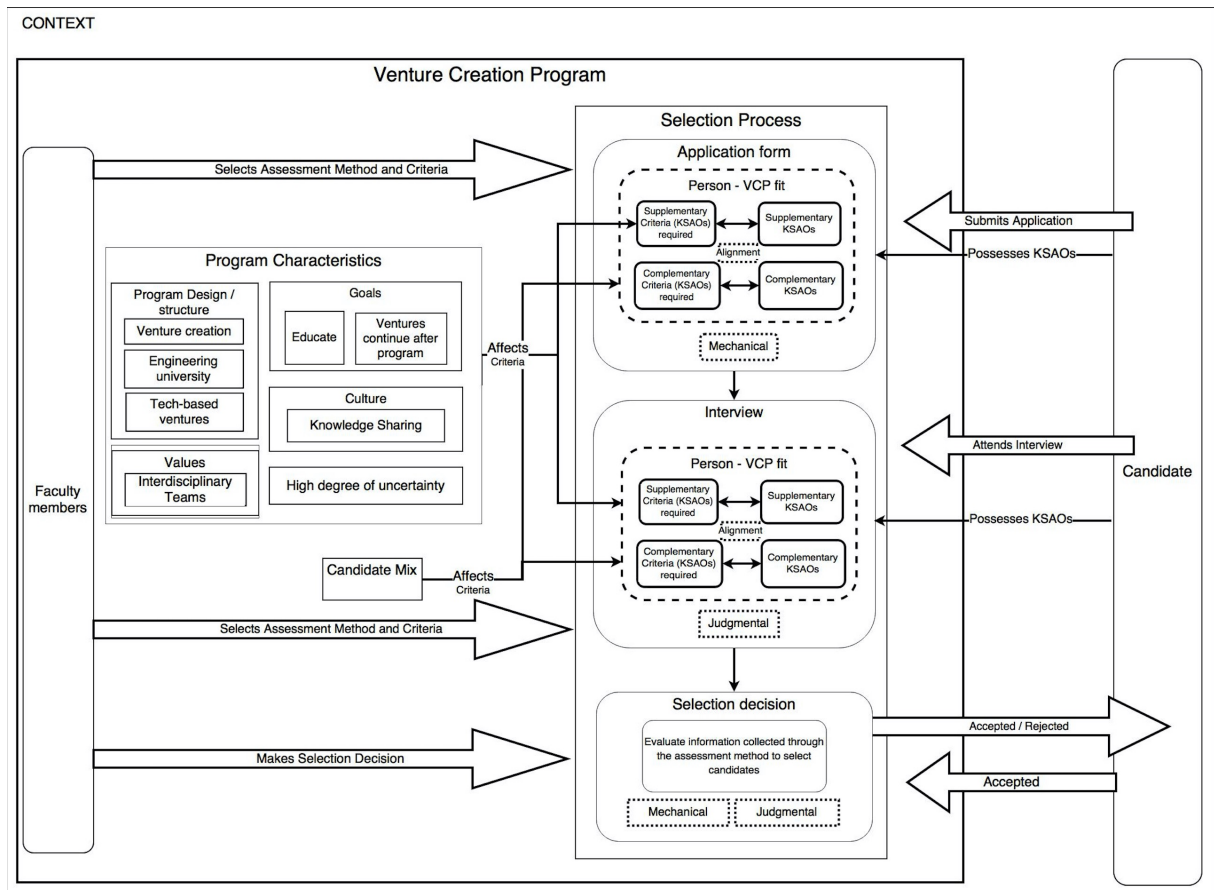 CONTEXT
Venture Creation Program
Faculty
members
Selects Assessment Method and Criteria
Program Characteristics
Program Design /
structure
Venture creation
Engineering
university
Tech-based
ventures
Goals
Educate
Ventures
continue after
program
Culture
Knowledge Sharing
Values
Interdisciplinary
Teams
High degree of uncertainty
Affects
Criteria
Candidate Mix
Affects
Criteria
Selects Assessment Method and Criteria
Makes Selection Decision
Selection Process
Application form
Person - VCP fit
Supplementary
Criteria (KSAOs)
required
Supplementary
KSAOs
Alignment
Complementary
Criteria (KSAOs)
required
Complementary
KSAOs
Mechanical
Interview
Person - VCP fit
Supplementary
Criteria (KSAOs)
required
Supplementary
KSAOs
Alignment
Complementary
Criteria (KSAOs)
required
Complementary
KSAOs
Judgmental
Selection decision
Evaluate information collected through
the assessment method to select
candidates
Mechanical
Judgmental
Submits Application
Possesses KSAOs
Attends Interview
Possesses KSAOs
Accepted / Rejected
Accepted
Candidate